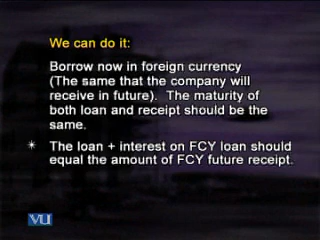 We can do it:
Borrow now in foreign currency
(The same that the company will
receive in future). The maturity of
both loan and receipt should be the
same.
* The loan + interest on FCY loan should
equal the amount of FCY future receipt.
VU